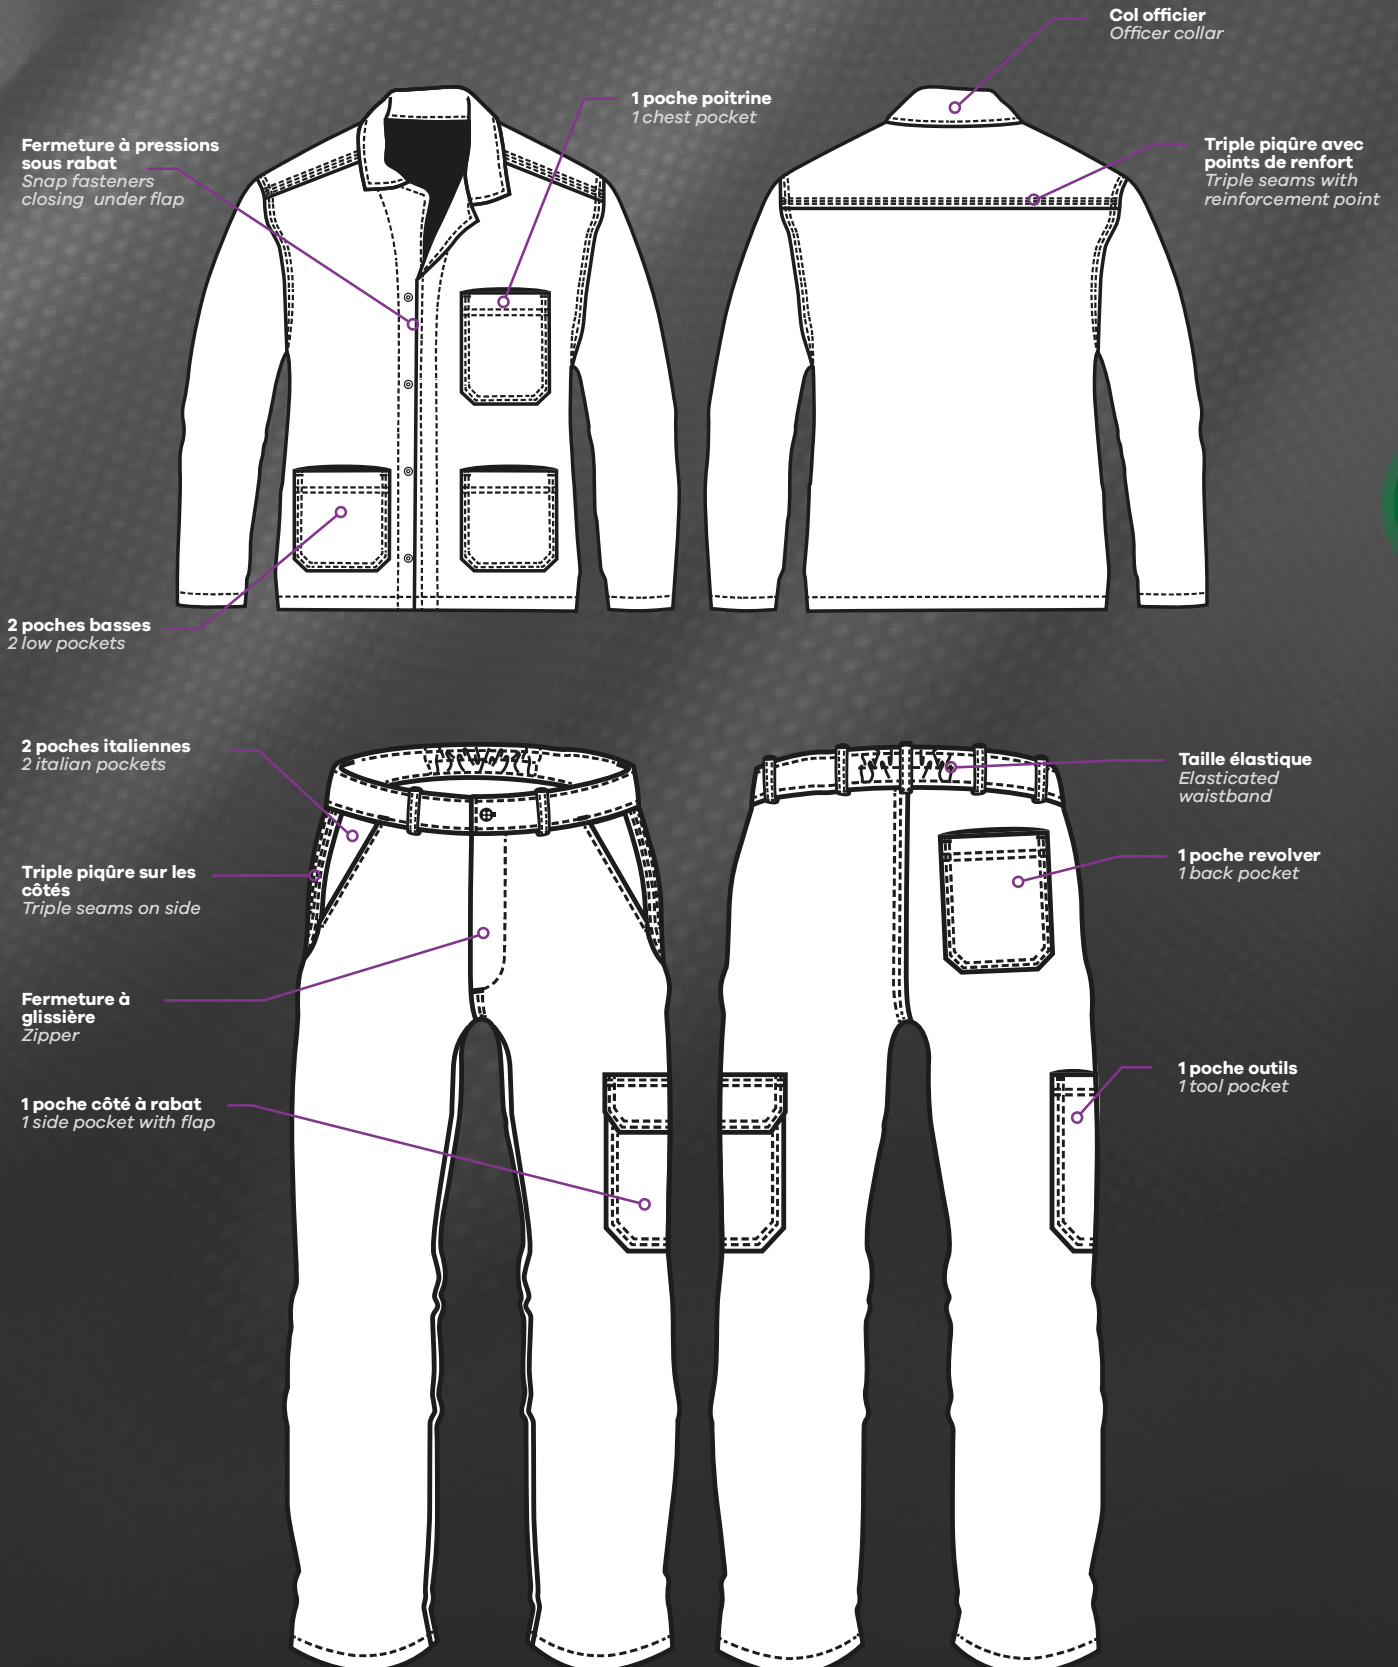 Col officier
Officer collar
1 poche poitrine
1 chest pocket
Fermeture à pressions
sous rabat
Snap fasteners
closing under flap
Triple piqûre avec
points de renfort
Triple seams with
reinforcement point
2 poches basses
2 low pockets
2 poches italiennes
2 italian pockets
Taille élastique
Elasticated
waistband
Triple piqûre sur les
côtés
Triple seams on side
1 poche revolver
1 back pocket
Fermeture à
glissière
Zipper
1 poche outils
1 tool pocket
1 poche côté à rabat
1 side pocket with flap